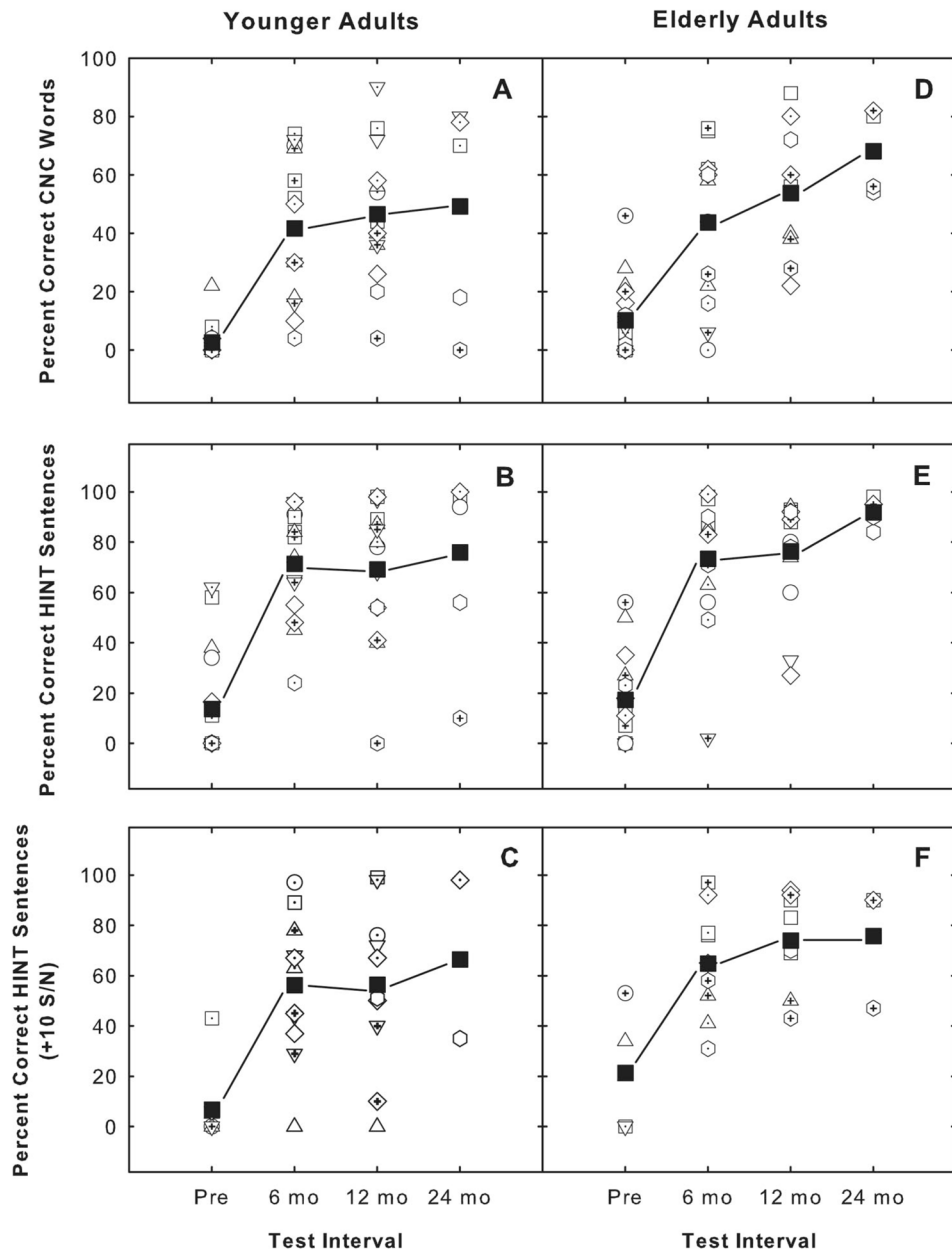 Younger Adults
Elderly Adults
Percent Correct CNC Words
100
80
60
40
20
0
A
D
Percent Correct HINT Sentences
100
80
60
40
20
0
B
E
Percent Correct HINT Sentences
(+10 S/N)
100
80
60
40
20
0
C
F
Pre
6 mo
12 mo
24 mo
Pre
6 mo
12 mo
24 mo
Test Interval
Test Interval